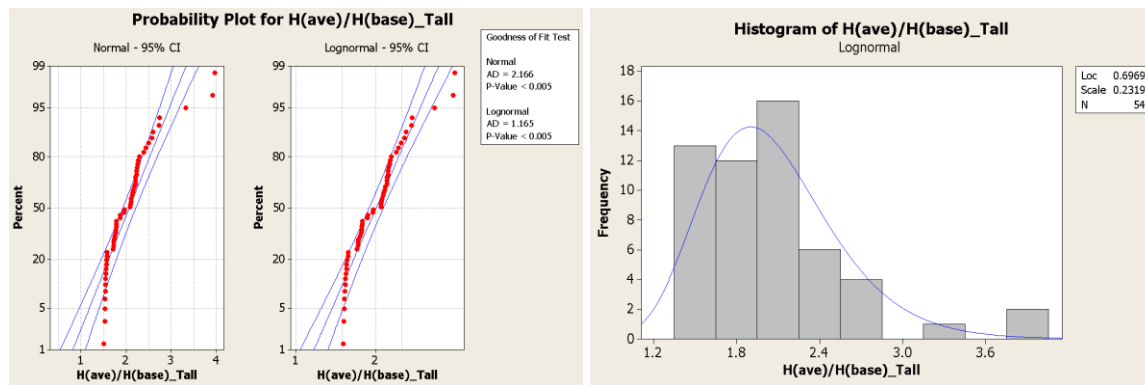 Probability Plot for H(ave)/H(base)_Tall
Normal - 95% CI
Lognormal - 95% CI
Percent
99
95
80
50
20
5
1
1 2 3 4
H(ave)/H(base)_Tall
Percent
99
95
80
50
20
5
1
1 2
H(ave)/H(base)_Tall
Goodness of Fit Test
Normal
AD = 2.166
P-Value < 0.005
Lognormal
AD = 1.165
P-Value < 0.005
Histogram of H(ave)/H(base)_Tall
Lognormal
Frequency
18
16
14
12
10
8
6
4
2
0
1.2 1.8 2.4 3.0 3.6
H(ave)/H(base)_Tall
Loc 0.6969
Scale 0.2319
N 54